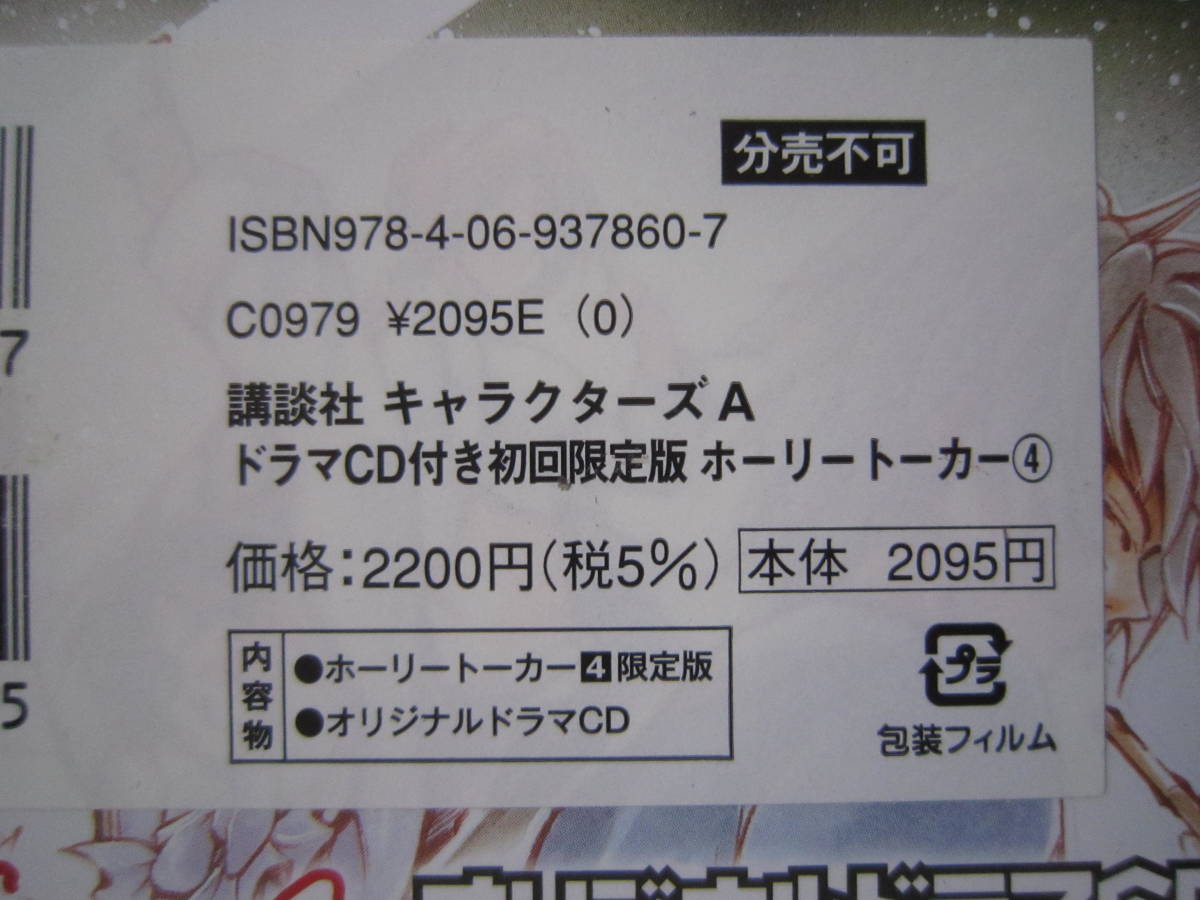 分売不可
ISBN978-4-06-937860-7
C0979 ¥2095E (0)
7
講談社 キャラクターズA
ドラマCD付き初回限定版 ホーリートーカー④
価格:2200円(税5%) 本体 2095円
5
内容物
●ホーリートーカー4限定版
●オリジナルドラマCD
プラ
包装フィルム